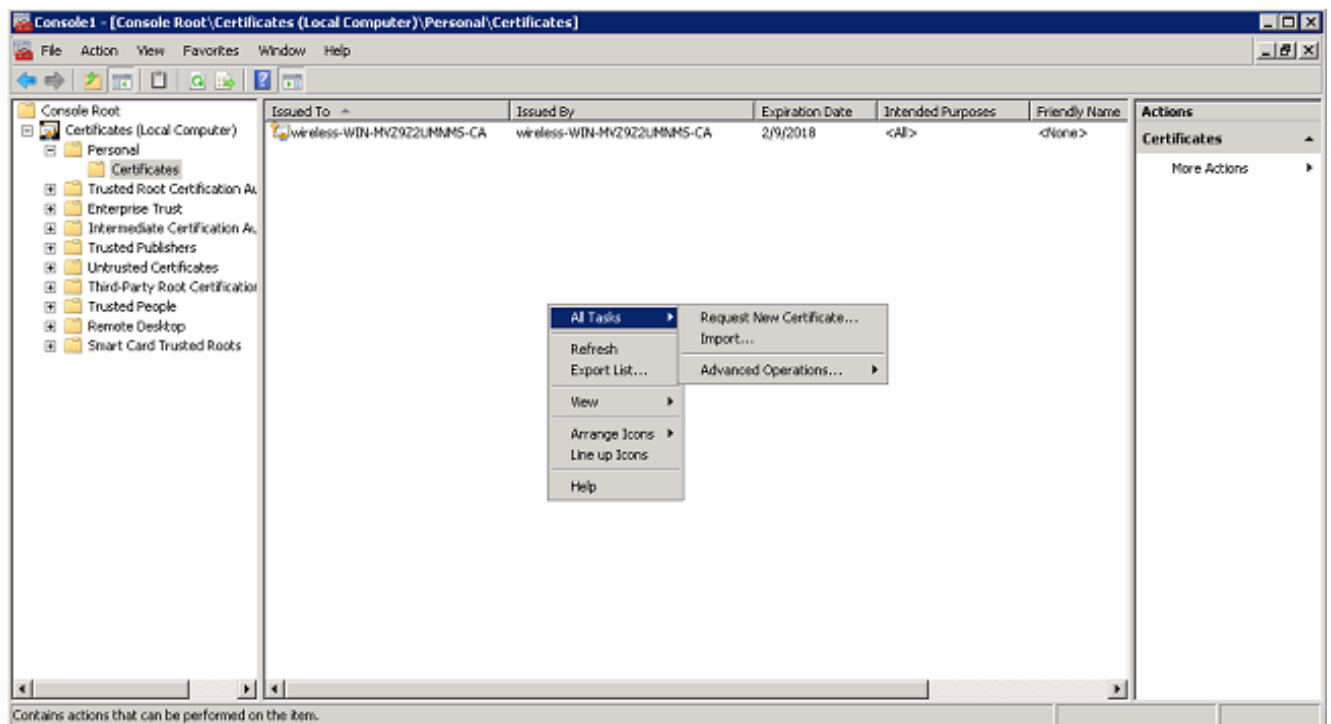 Console1 - [Console Root\Certificates (Local Computer)\Personal\Certificates]
File Action View Favorites Window Help
Console Root
Certificates (Local Computer)
Personal
Certificates
Trusted Root Certification Au
Enterprise Trust
Intermediate Certification Au
Trusted Publishers
Untrusted Certificates
Third-Party Root Certification
Trusted People
Remote Desktop
Smart Card Trusted Roots
Issued To Issued By Expiration Date Intended Purposes Friendly Name
wireless-WIN-MVZ9Z2UMNMS-CA wireless-WIN-MVZ9Z2UMNMS-CA 2/9/2018 <All> <None>
All Tasks
Refresh
Export List...
View
Arrange Icons
Line up Icons
Help
Request New Certificate...
Import...
Advanced Operations...
Actions
Certificates
More Actions
Contains actions that can be performed on the item.